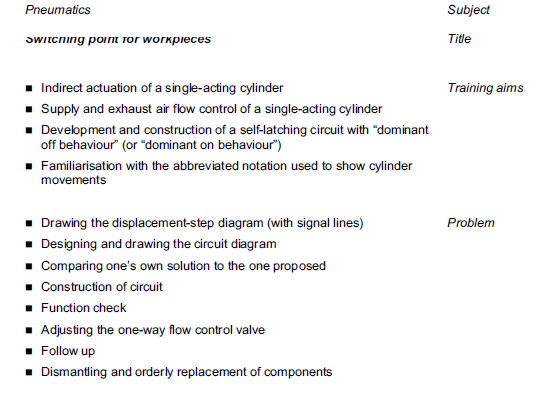 Pneumatics Subject
Switching point for workpieces Title
■ Indirect actuation of a single-acting cylinder Training aims
■ Supply and exhaust air flow control of a single-acting cylinder
■ Development and construction of a self-latching circuit with “dominant
off behaviour” (or “dominant on behaviour”)
■ Familiarisation with the abbreviated notation used to show cylinder
movements
■ Drawing the displacement-step diagram (with signal lines) Problem
■ Designing and drawing the circuit diagram
■ Comparing one’s own solution to the one proposed
■ Construction of circuit
■ Function check
■ Adjusting the one-way flow control valve
■ Follow up
■ Dismantling and orderly replacement of components